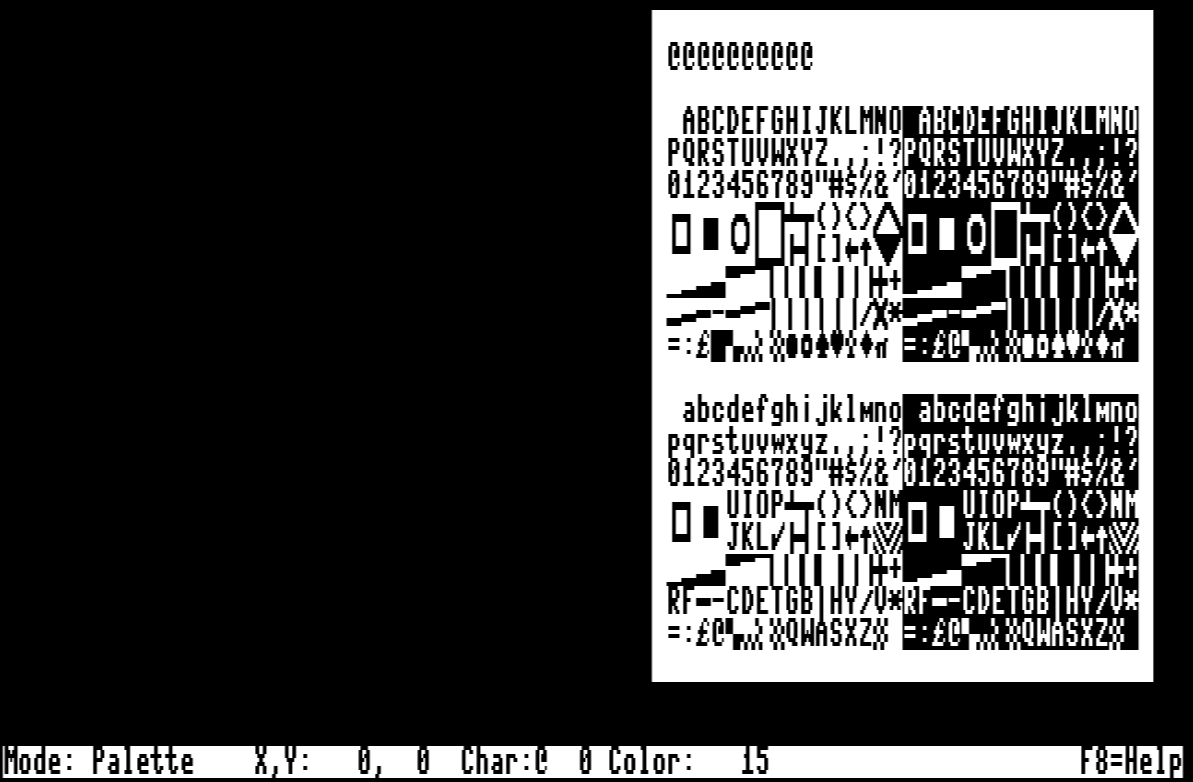 @@@@@@@@@@
ABCDEFGHIJKLMNO ABCDEFGHIJKLMNO
PQRSTUVWXYZ.,;!?PQRSTUVWXYZ.,;!?
0123456789"#$%&'0123456789"#$%&'
()<> ()<>
[]←↑ []←↑
++ ++
/X* /X*
=:£ ♠♥♦π =:£@ ♠♥♦π
abcdefghijklmno abcdefghijklmno
pqrstuvwxyz.,;!?pqrstuvwxyz.,;!?
0123456789"#$%&'0123456789"#$%&'
UIOP ()<>NM UIOP ()<>NM
JKL✓ []←↑ JKL✓ []←↑
++ ++
RF=-CDETGB|HY/V*RF=-CDETGB|HY/V*
=:£@ QWASXZ =:£@ QWASXZ
Mode: Palette X,Y: 0, 0 Char:@ 0 Color: 15 F8=Help